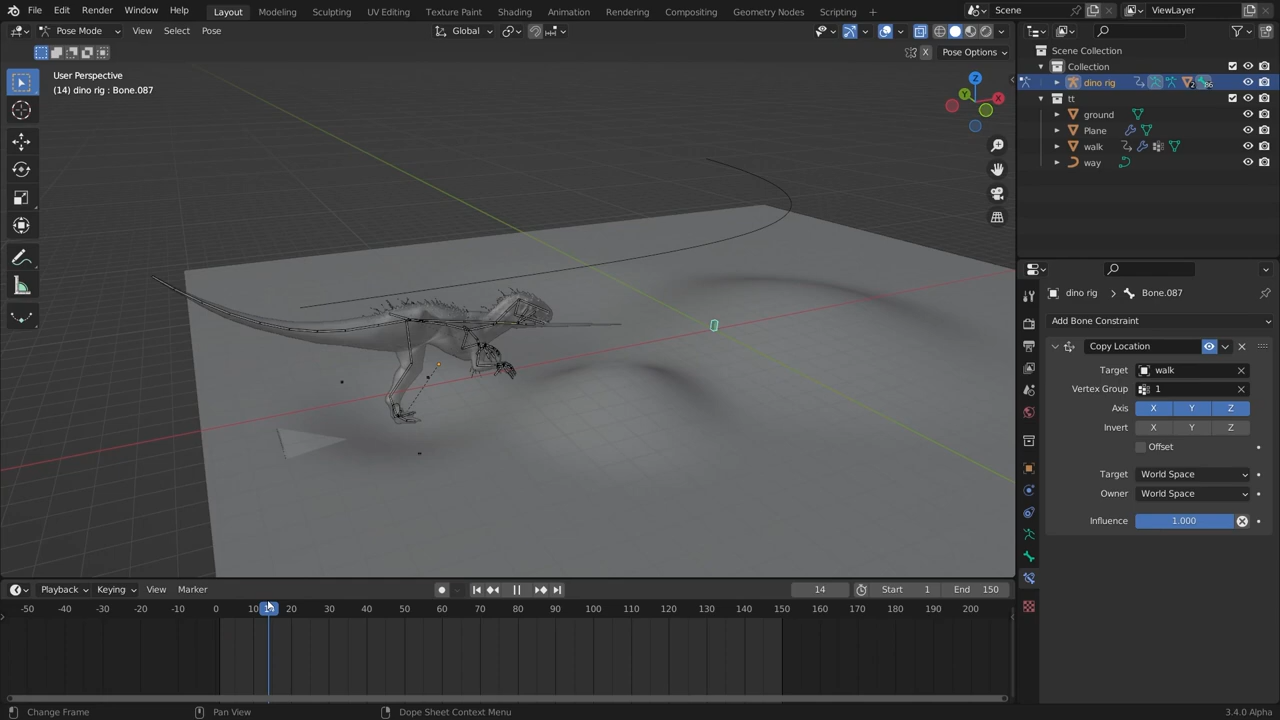 File Edit Render Window Help Layout Modeling Sculpting UV Editing Texture Paint Shading Animation Rendering Compositing Geometry Nodes Scripting + Scene ViewLayer
Pose Mode View Select Pose Global
X Pose Options
User Perspective
(14) dino rig : Bone.087
Z
Y
X
Scene Collection
Collection
dino rig 2 86
tt
ground
Plane
walk
way
dino rig Bone.087
Add Bone Constraint
Copy Location
Target walk
Vertex Group 1
Axis X Y Z
Invert X Y Z
Offset
Target World Space
Owner World Space
Influence 1.000
Playback Keying View Marker 14 Start 1 End 150
-50 -40 -30 -20 -10 0 10 14 20 30 40 50 60 70 80 90 100 110 120 130 140 150 160 170 180 190 200
Change Frame Pan View Dope Sheet Context Menu 3.4.0 Alpha